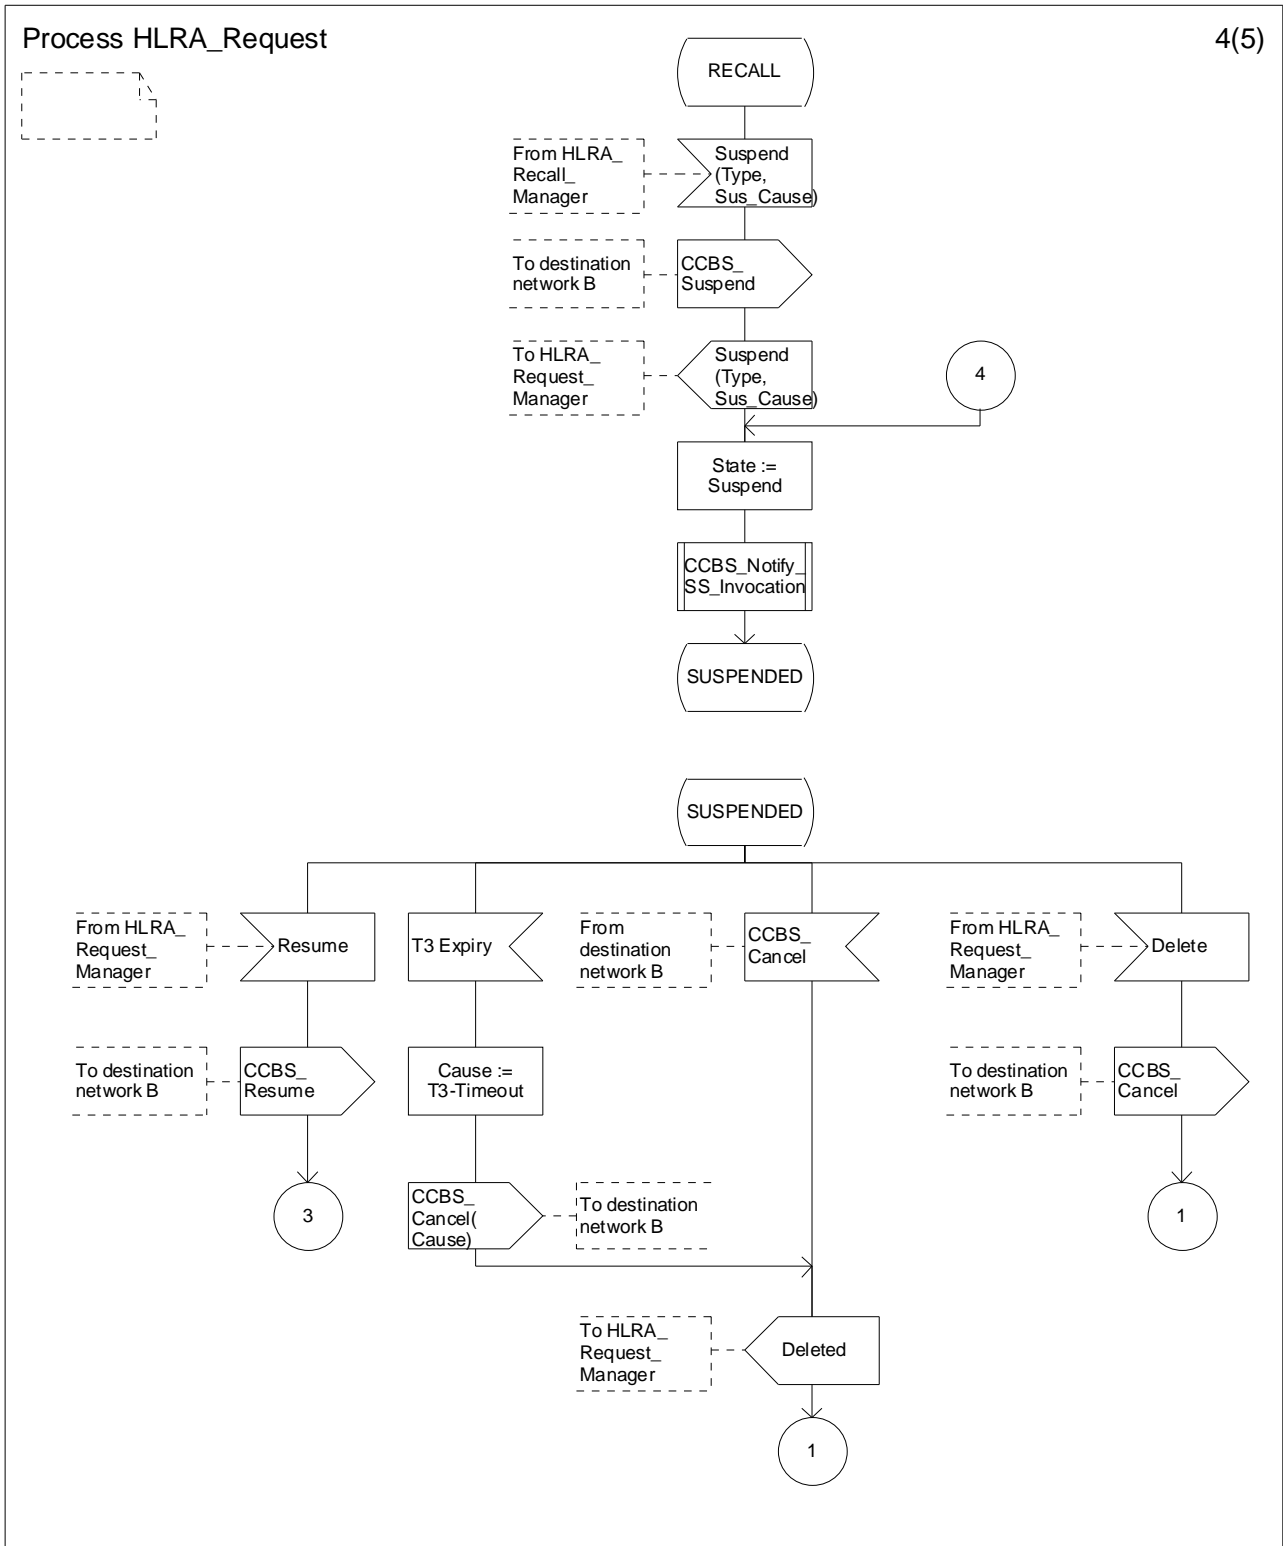 Process HLRA_Request
4(5)
RECALL
From HLRA_
Recall_
Manager
Suspend
(Type,
Sus_Cause)
To destination
network B
CCBS_
Suspend
To HLRA_
Request_
Manager
Suspend
(Type,
Sus_Cause)
4
State :=
Suspend
CCBS_Notify_
SS_Invocation
SUSPENDED
SUSPENDED
From HLRA_
Request_
Manager
Resume
T3 Expiry
From
destination
network B
CCBS_
Cancel
From HLRA_
Request_
Manager
Delete
To destination
network B
CCBS_
Resume
Cause :=
T3-Timeout
To destination
network B
CCBS_
Cancel
3
CCBS_
Cancel(
Cause)
To destination
network B
1
To HLRA_
Request_
Manager
Deleted
1